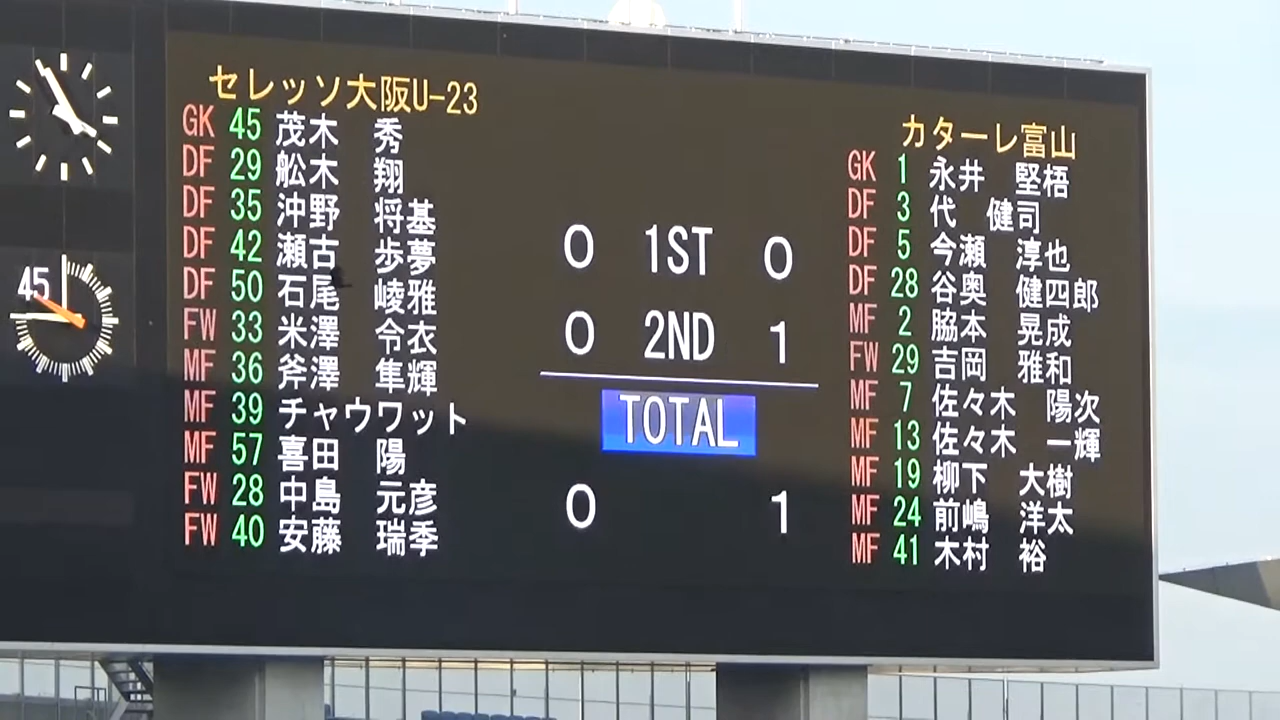 45
セレッソ大阪U-23
GK 45 茂木 秀
DF 29 舩木 翔
DF 35 沖野 将基
DF 42 瀬古 歩夢
DF 50 石尾 崚雅
FW 33 米澤 令衣
MF 36 斧澤 隼輝
MF 39 チャウワット
MF 57 喜田 陽
FW 28 中島 元彦
FW 40 安藤 瑞季
0 1ST 0
0 2ND 1
TOTAL
0 1
カターレ富山
GK 1 永井 堅梧
DF 3 代 健司
DF 5 今瀬 淳也
DF 28 谷奥 健四郎
MF 2 脇本 晃成
FW 29 吉岡 雅和
MF 7 佐々木 陽次
MF 13 佐々木 一輝
MF 19 柳下 大樹
MF 24 前嶋 洋太
MF 41 木村 裕